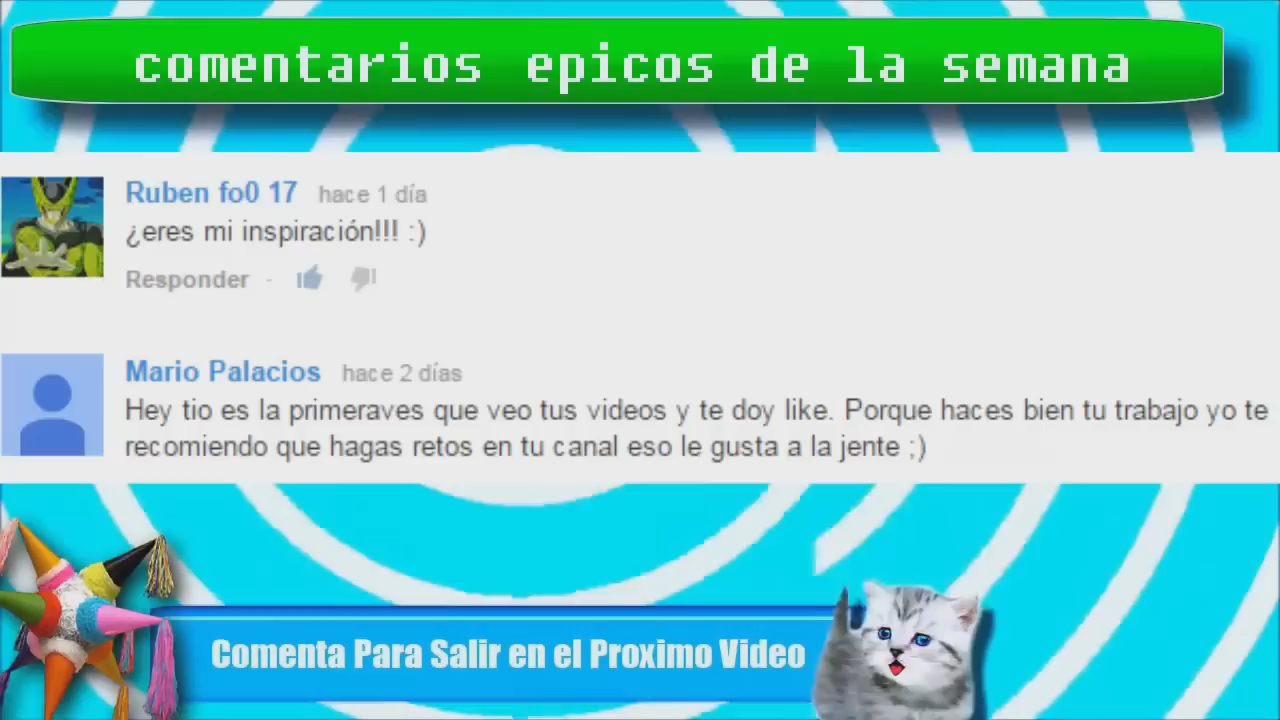 comentarios epicos de la semana
Ruben fo0 17 hace 1 día
¿eres mi inspiración!!! :)
Responder -
Mario Palacios hace 2 días
Hey tio es la primeraves que veo tus videos y te doy like. Porque haces bien tu trabajo yo te
recomiendo que hagas retos en tu canal eso le gusta a la jente ;)
Comenta Para Salir en el Proximo Video